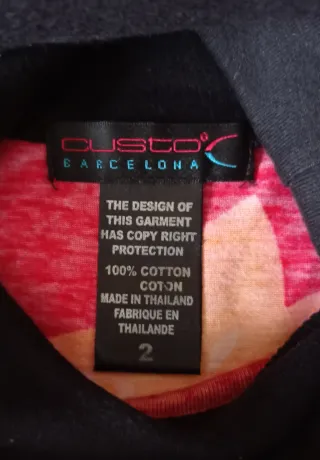 custo
BARCELONA
THE DESIGN OF
THIS GARMENT
HAS COPY RIGHT
PROTECTION
100% COTTON
COTON
MADE IN THAILAND
FABRIQUE EN
THAILANDE
2